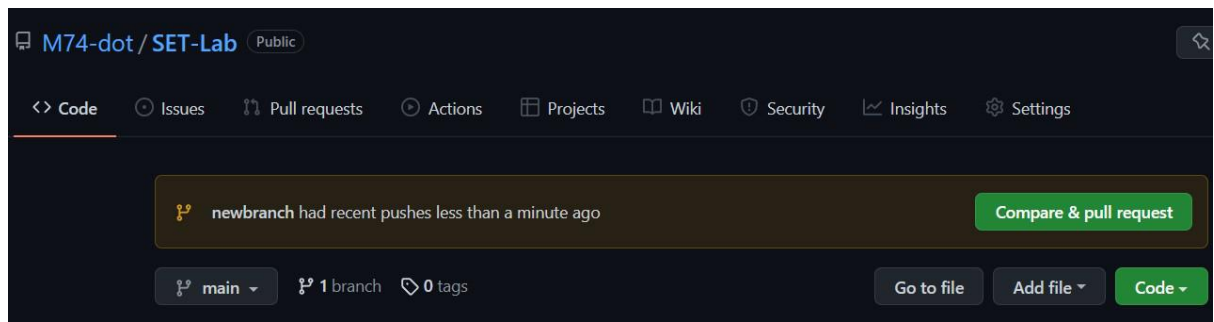 M74-dot / SET-Lab Public
<> Code Issues Pull requests Actions Projects Wiki Security Insights Settings
newbranch had recent pushes less than a minute ago Compare & pull request
main 1 branch 0 tags Go to file Add file Code